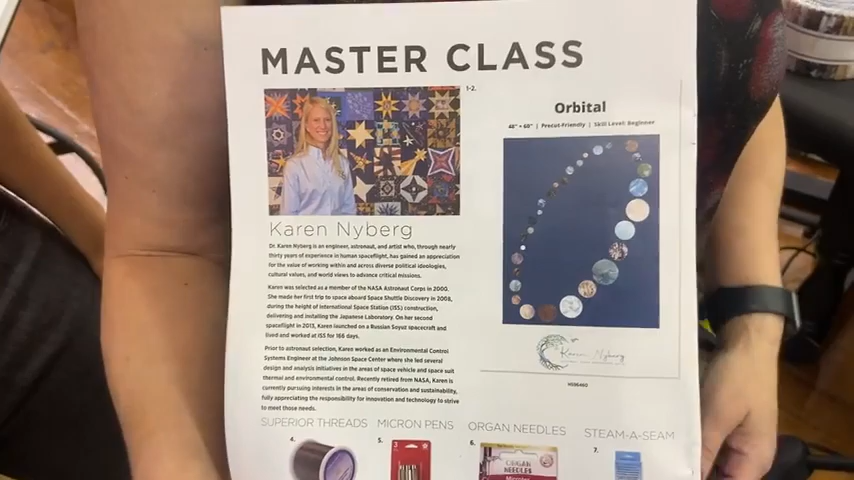 MASTER CLASS
1-2.
Orbital
48" × 60" | Precut-Friendly | Skill Level: Beginner
Karen Nyberg
Dr. Karen Nyberg is an engineer, astronaut, and artist who, through nearly
thirty years of experience in human spaceflight, has gained an appreciation
for the value of working within and across diverse political ideologies,
cultural values, and world views to advance critical missions.
Karen was selected as a member of the NASA Astronaut Corps in 2000.
She made her first trip to space aboard Space Shuttle Discovery in 2008,
during the height of International Space Station (ISS) construction,
delivering and installing the Japanese Laboratory. On her second
spaceflight in 2013, Karen launched on a Russian Soyuz spacecraft and
lived and worked at ISS for 166 days.
Prior to astronaut selection, Karen worked as an Environmental Control
Systems Engineer at the Johnson Space Center where she led several
design and analysis initiatives in the areas of space vehicle and space suit
thermal and environmental control. Recently retired from NASA, Karen is
currently pursuing interests in the areas of conservation and sustainability,
fully appreciating the responsibility for innovation and technology to strive
to meet those needs.
Karen Nyberg
SUPERIOR THREADS MICRON PENS ORGAN NEEDLES STEAM-A-SEAM
4. 5. 6. 7.
3
ORGAN
NEEDLES